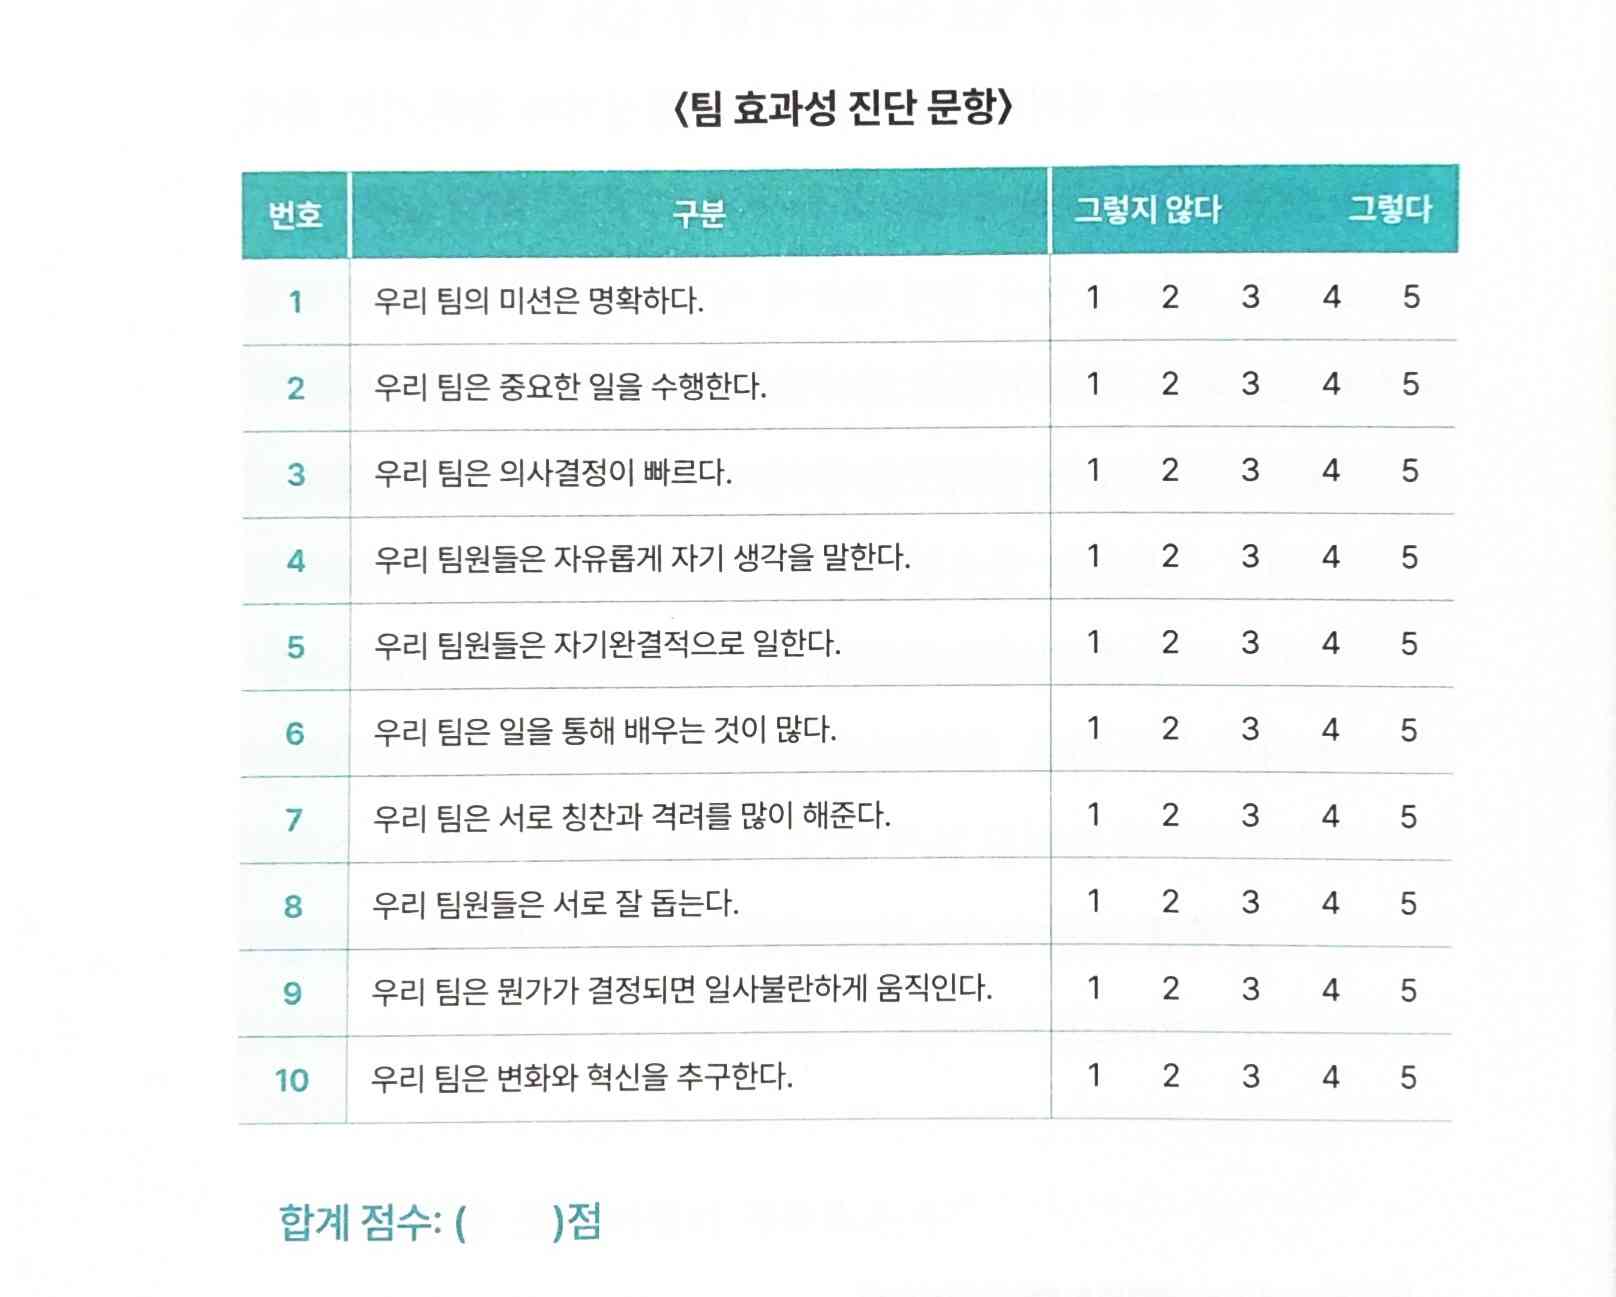 〈팀 효과성 진단 문항〉
번호 구분 그렇지 않다 그렇다
1 우리 팀의 미션은 명확하다. 1 2 3 4 5
2 우리 팀은 중요한 일을 수행한다. 1 2 3 4 5
3 우리 팀은 의사결정이 빠르다. 1 2 3 4 5
4 우리 팀원들은 자유롭게 자기 생각을 말한다. 1 2 3 4 5
5 우리 팀원들은 자기완결적으로 일한다. 1 2 3 4 5
6 우리 팀은 일을 통해 배우는 것이 많다. 1 2 3 4 5
7 우리 팀은 서로 칭찬과 격려를 많이 해준다. 1 2 3 4 5
8 우리 팀원들은 서로 잘 돕는다. 1 2 3 4 5
9 우리 팀은 뭔가가 결정되면 일사불란하게 움직인다. 1 2 3 4 5
10 우리 팀은 변화와 혁신을 추구한다. 1 2 3 4 5
합계 점수: ( )점